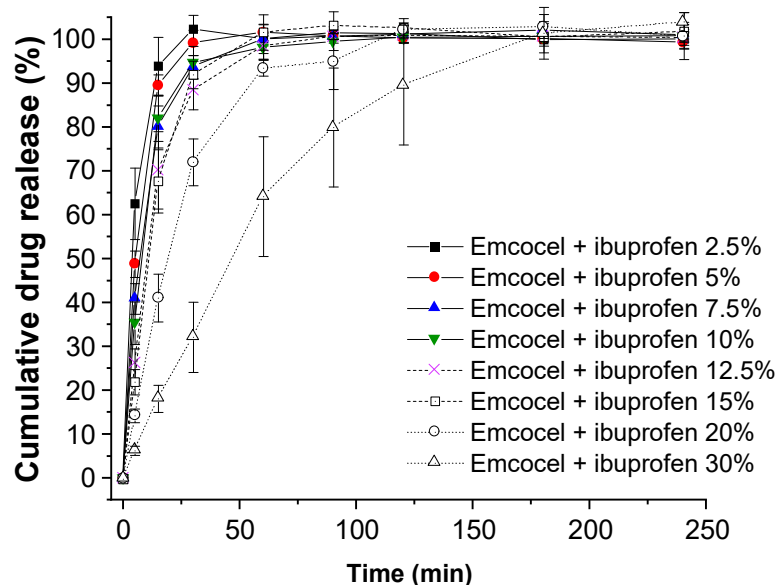 Cumulative drug realease (%)
100
90
80
70
60
50
40
30
20
10
0
Emcocel + ibuprofen 2.5%
Emcocel + ibuprofen 5%
Emcocel + ibuprofen 7.5%
Emcocel + ibuprofen 10%
Emcocel + ibuprofen 12.5%
Emcocel + ibuprofen 15%
Emcocel + ibuprofen 20%
Emcocel + ibuprofen 30%
0 50 100 150 200 250
Time (min)